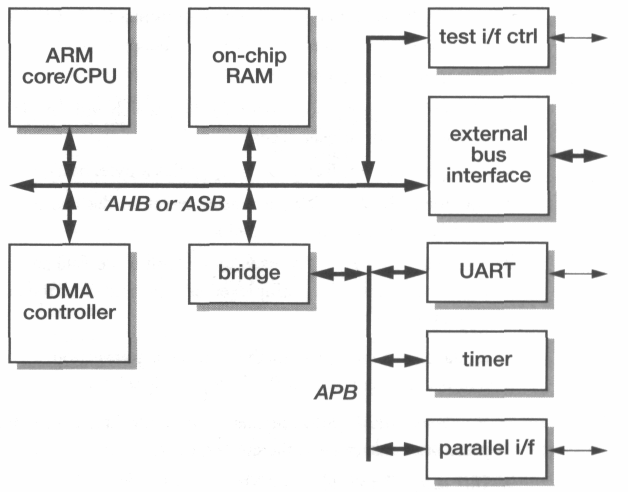 ARM
core/CPU
on-chip
RAM
test i/f ctrl
external
bus
interface
AHB or ASB
DMA
controller
bridge
UART
timer
APB
parallel i/f